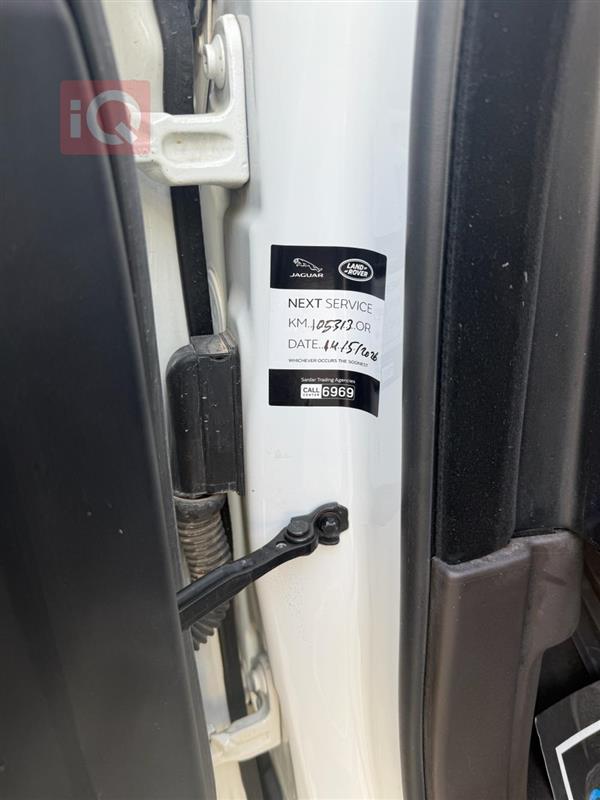 iQ
JAGUAR
LAND
ROVER
NEXT SERVICE
KM..105313..OR
DATE..14/5/2026
WHICHEVER OCCURS THE SOONEST
Sardar Trading Agencies
CALL CENTER 6969